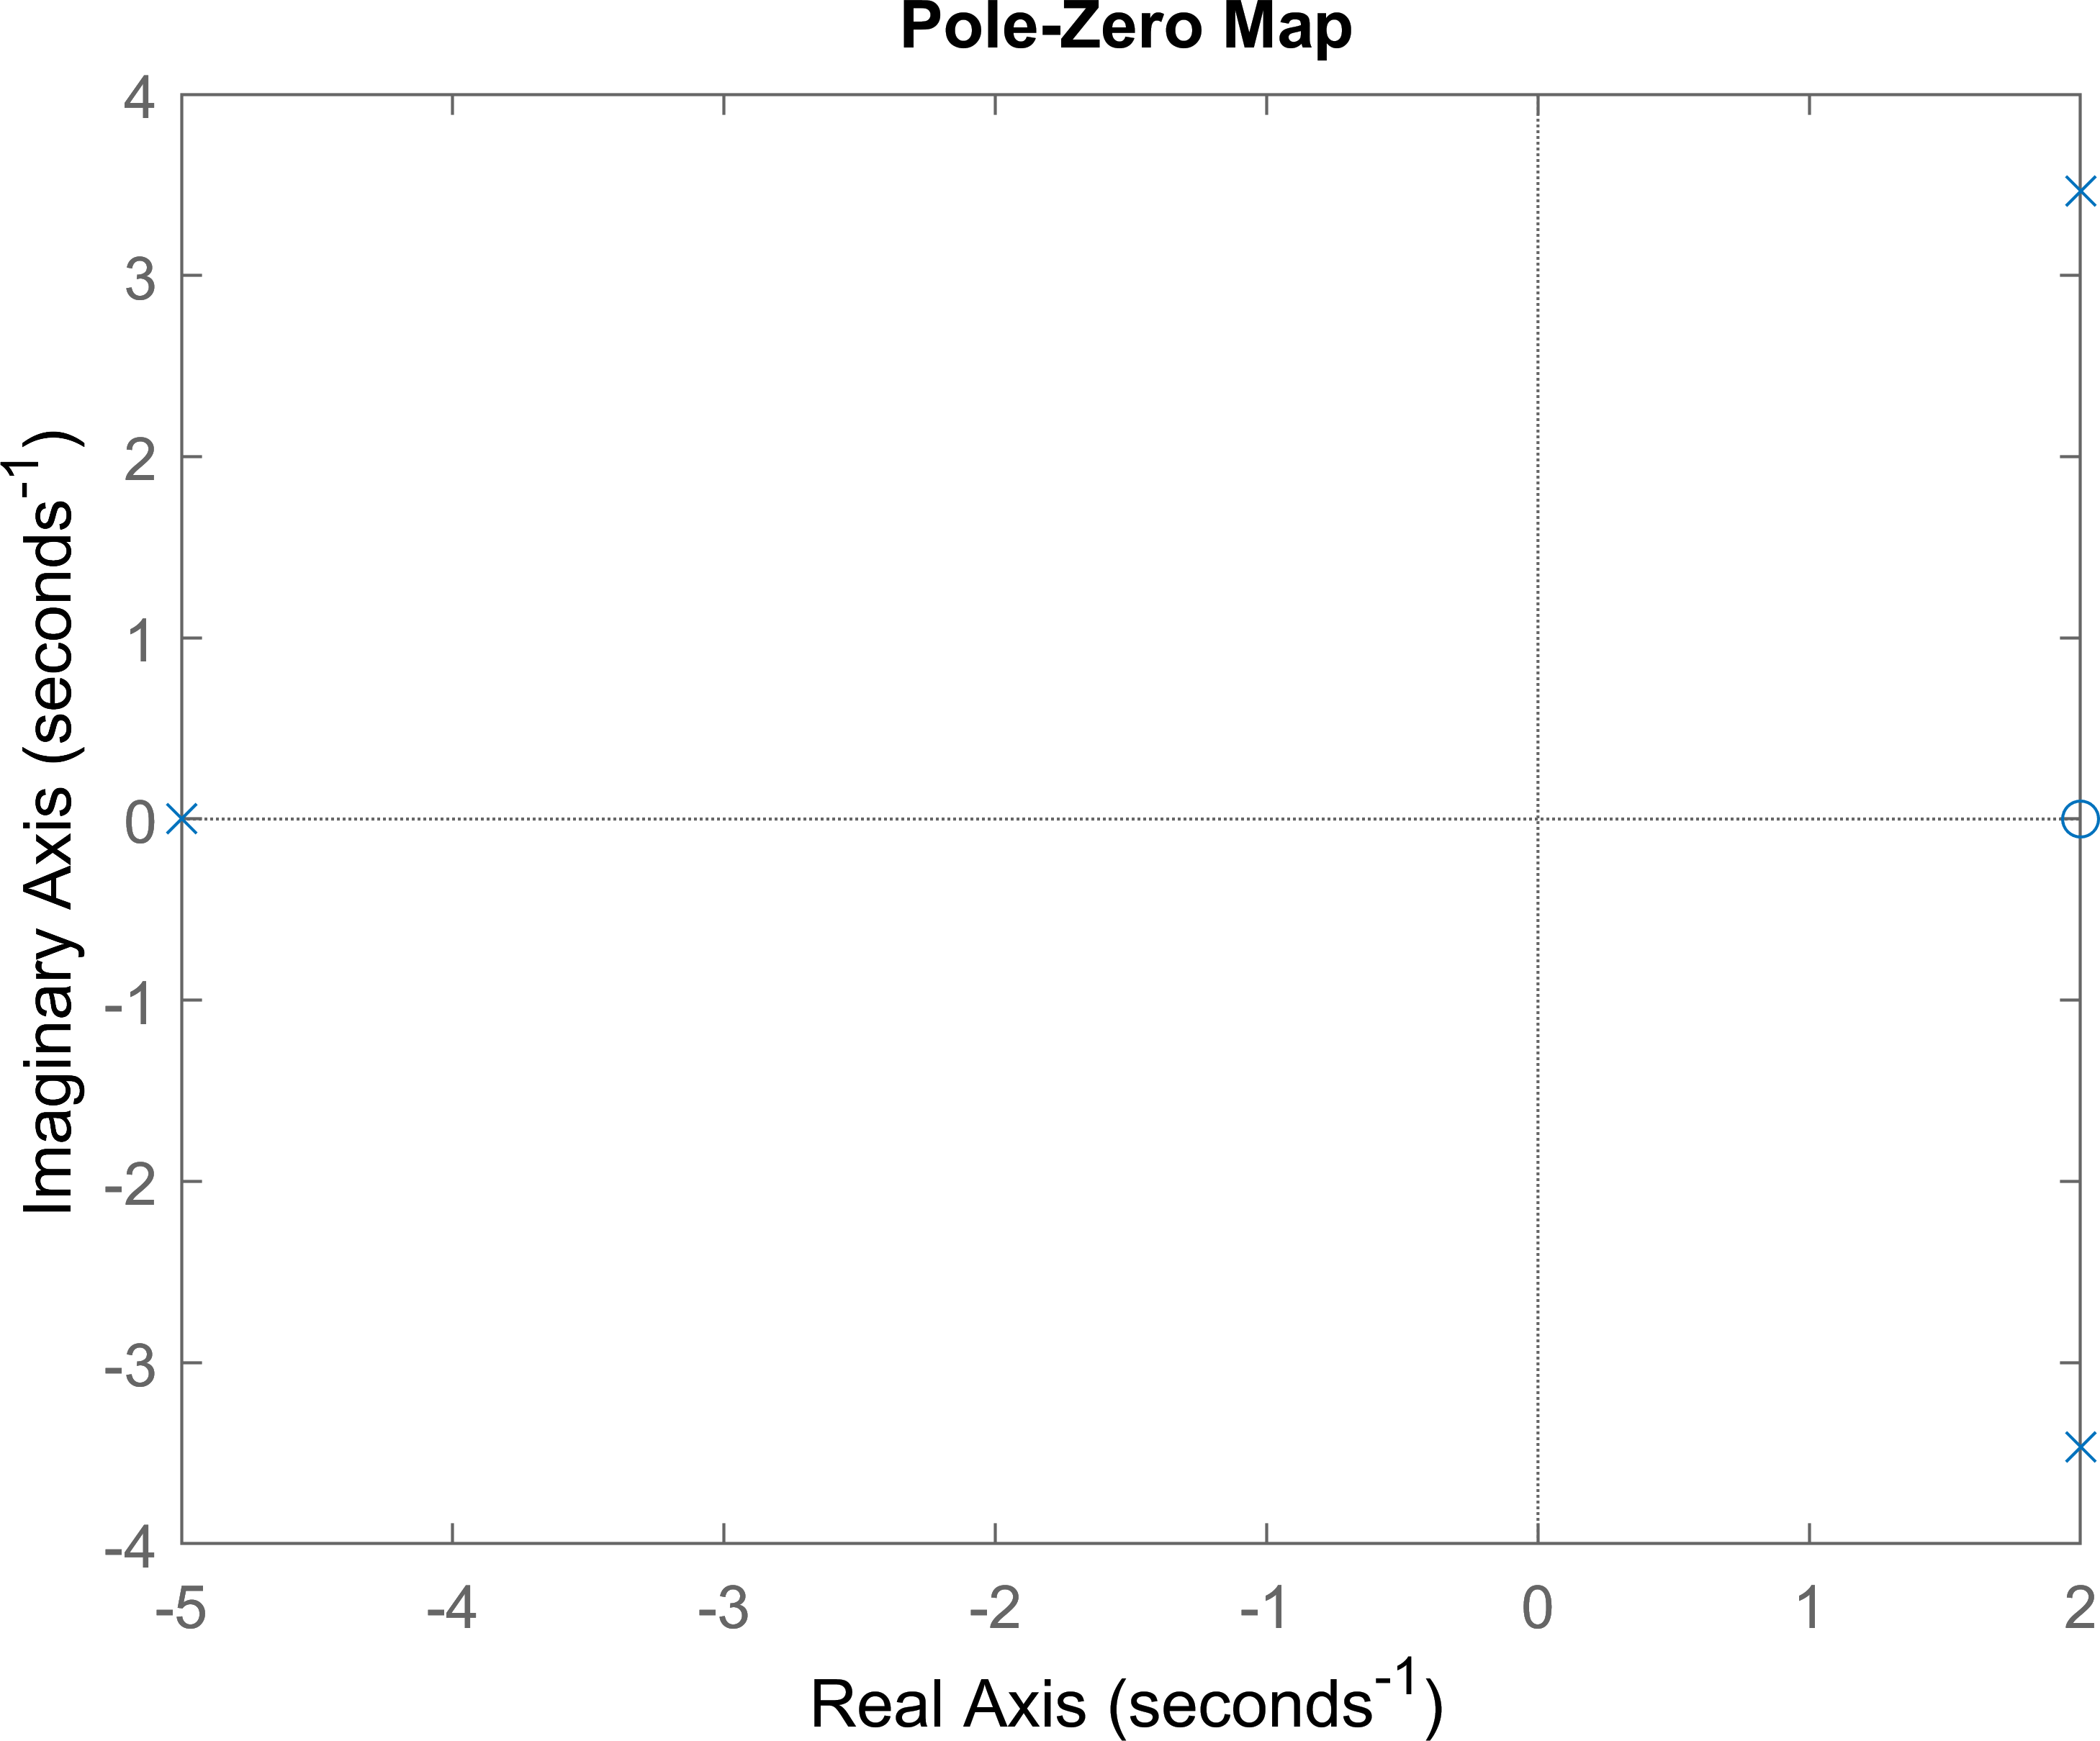 Pole-Zero Map
4
3
2
1
0
-1
-2
-3
-4
Imaginary Axis (seconds⁻¹)
-5 -4 -3 -2 -1 0 1 2
Real Axis (seconds⁻¹)